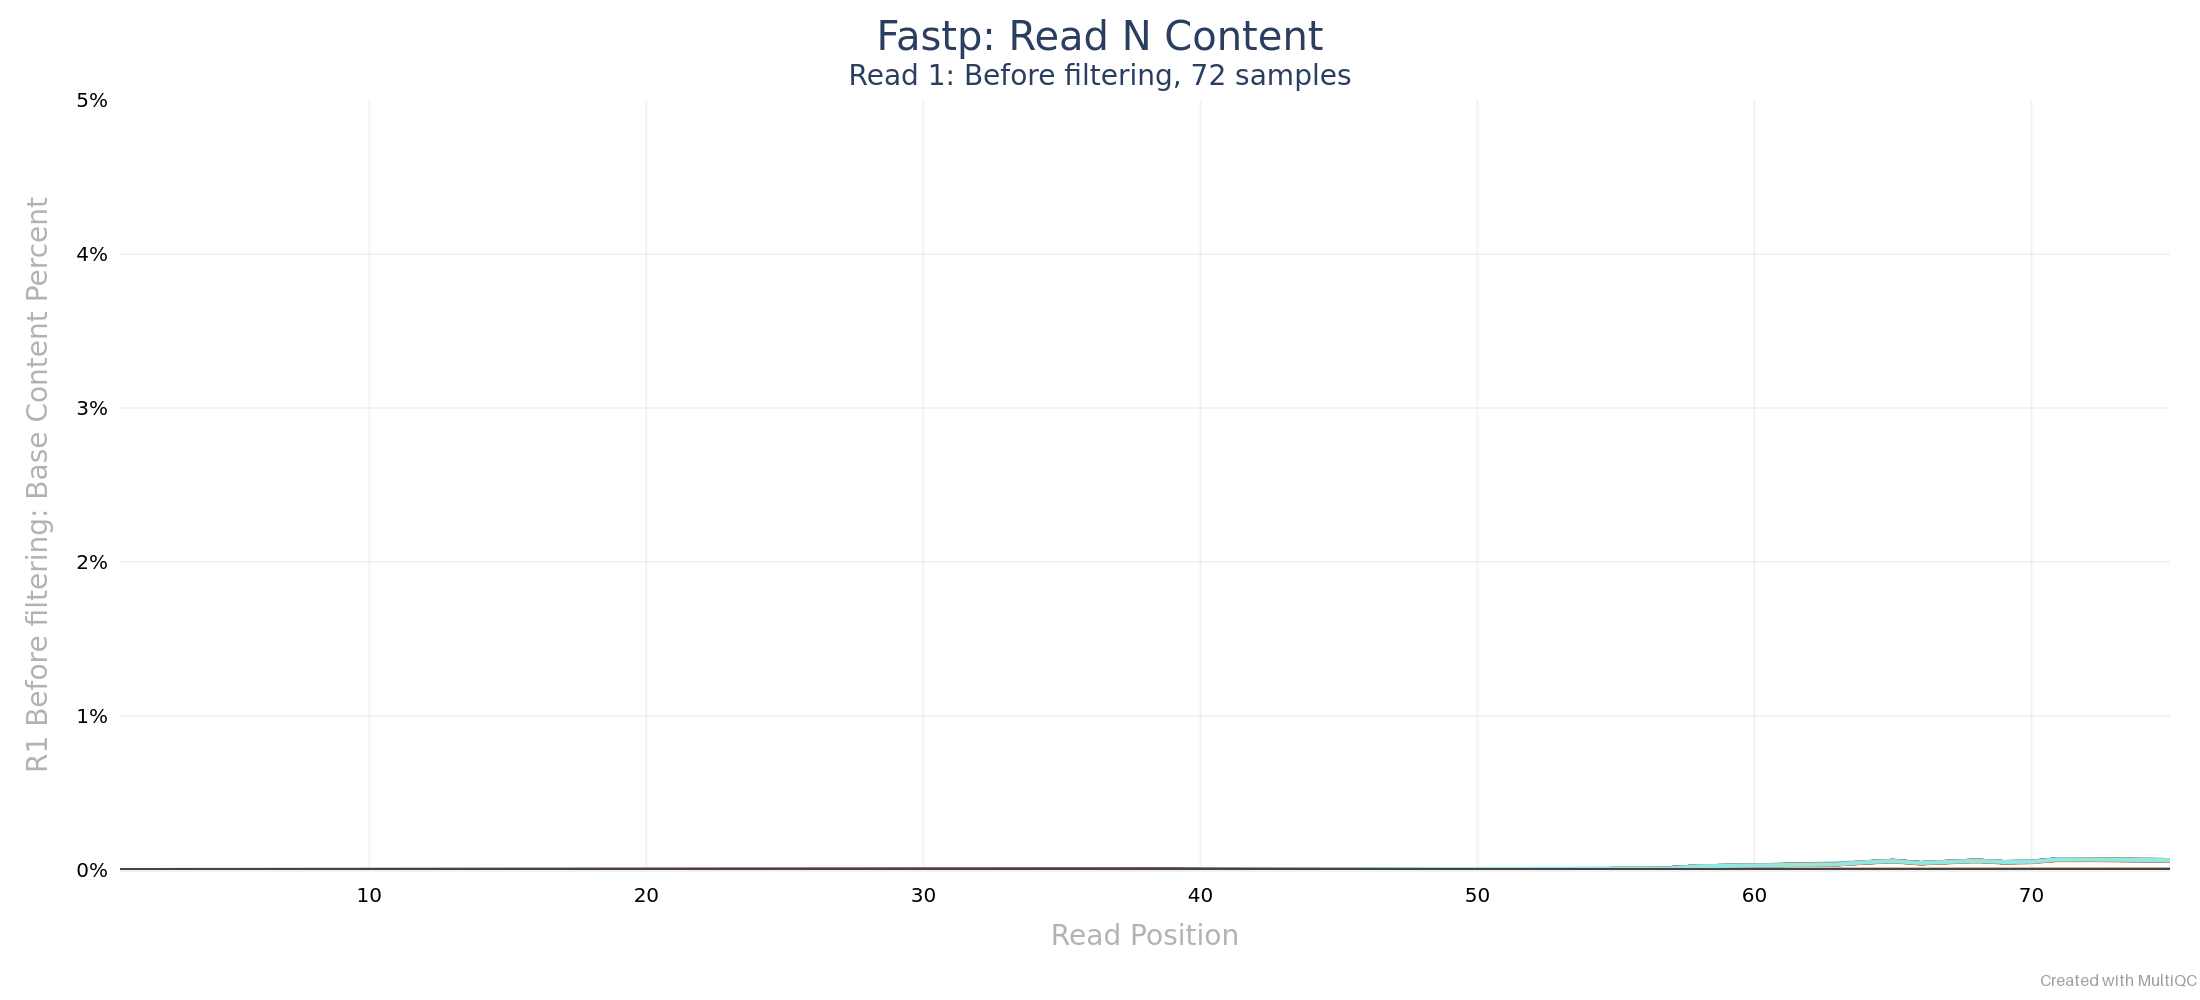 Fastp: Read N Content
Read 1: Before filtering, 72 samples
R1 Before filtering: Base Content Percent
5%
4%
3%
2%
1%
0%
10
20
30
40
50
60
70
Read Position
Created with MultiQC